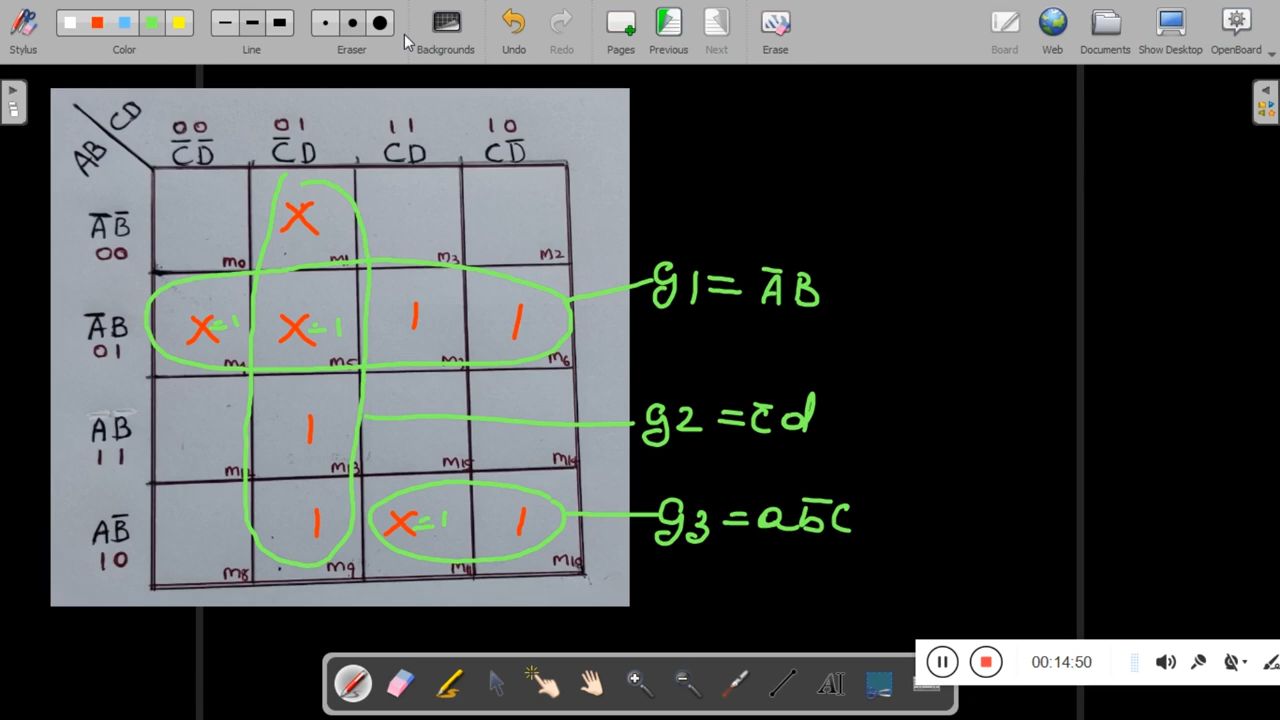 Stylus Color Line Eraser Backgrounds Undo Redo Pages Previous Next Erase Board Web Documents Show Desktop OpenBoard
CD
AB
00 01 11 10
C̅D̅ C̅D CD CD̅
A̅B̅
00
X
m0 m1 m3 m2
g1 = A̅B
A̅B
01
X=1 X=1 1 1
m4 m5 m7 m6
AB̅
11
1
m12 m13 m15 m14
g2 = c̅d
AB̅
10
1 X=1 1
m8 m9 m11 m10
g3 = ab̅c
AI
00:14:50